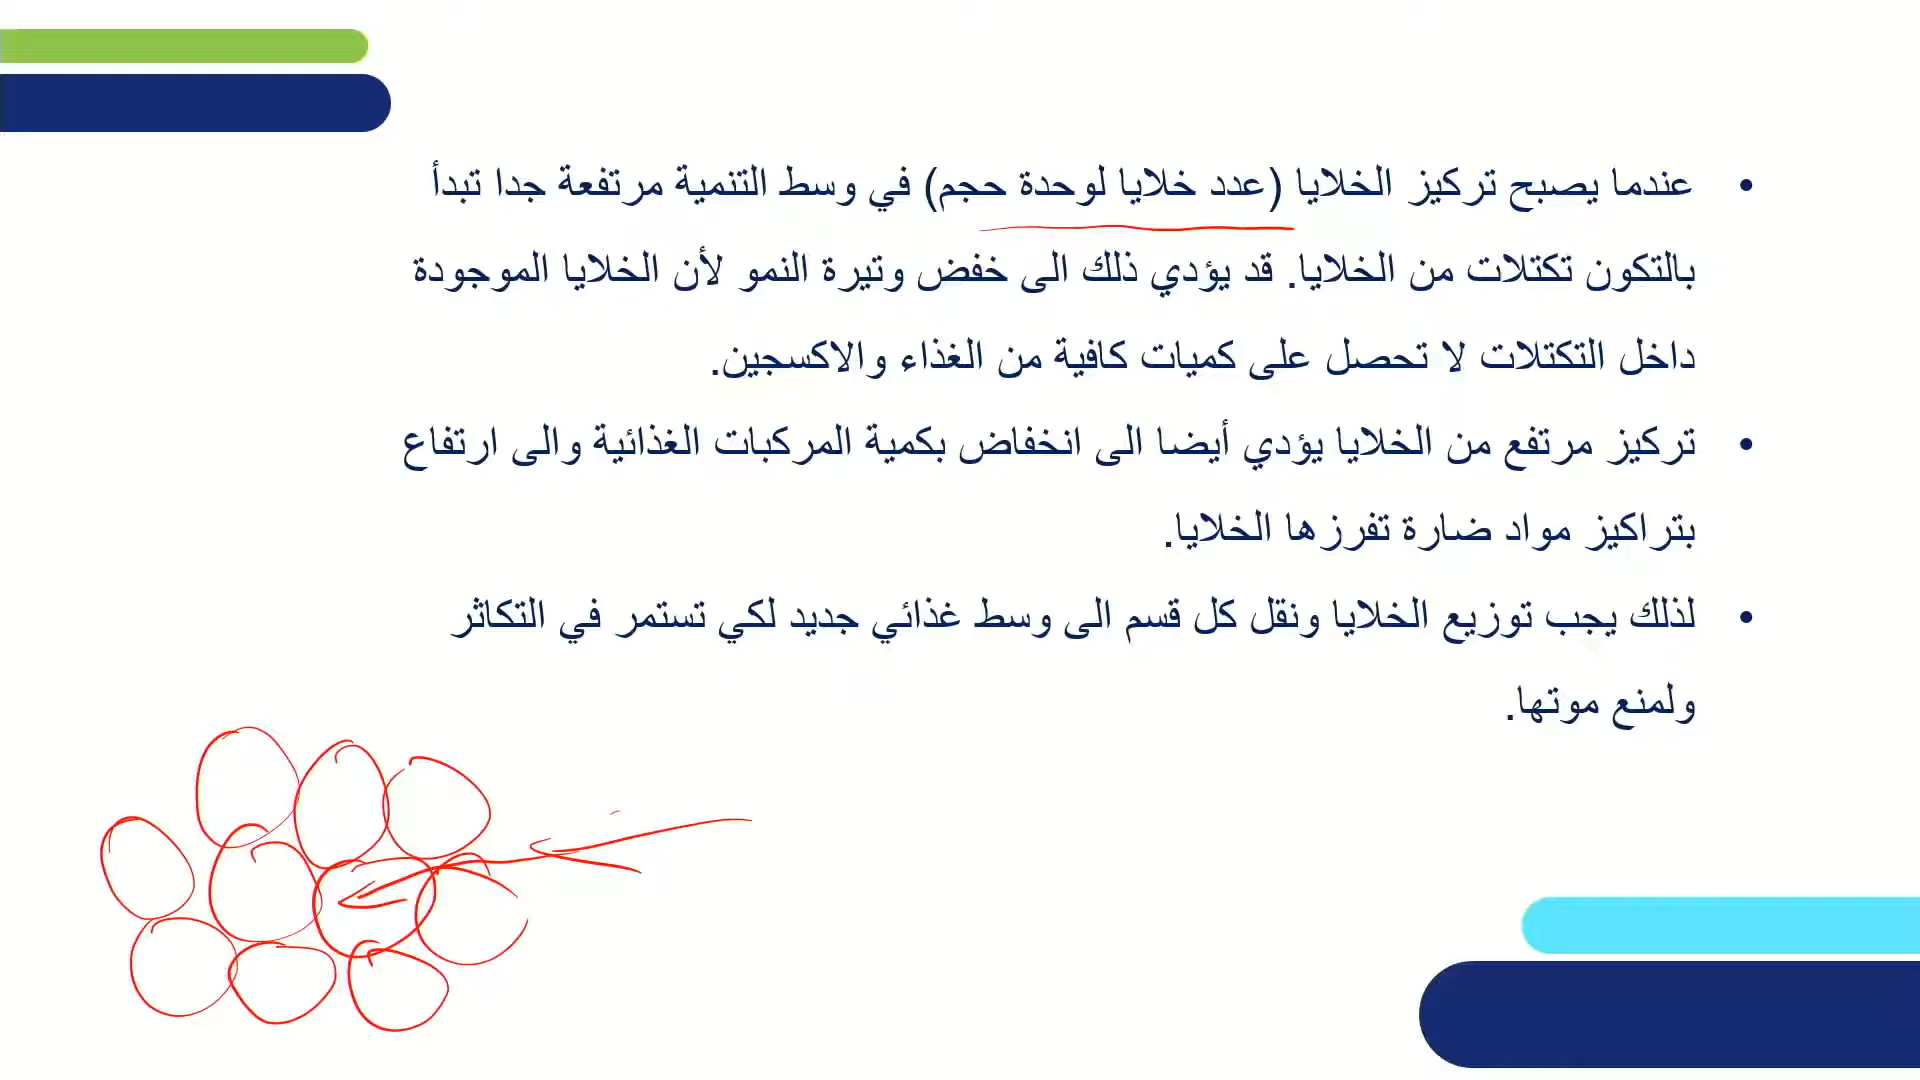 • عندما يصبح تركيز الخلايا (عدد خلايا لوحدة حجم) في وسط التنمية مرتفعة جدا تبدأ
بالتكون تكتلات من الخلايا. قد يؤدي ذلك الى خفض وتيرة النمو لأن الخلايا الموجودة
داخل التكتلات لا تحصل على كميات كافية من الغذاء والاكسجين.
• تركيز مرتفع من الخلايا يؤدي أيضا الى انخفاض بكمية المركبات الغذائية والى ارتفاع
بتراكيز مواد ضارة تفرزها الخلايا.
• لذلك يجب توزيع الخلايا ونقل كل قسم الى وسط غذائي جديد لكي تستمر في التكاثر
ولمنع موتها.